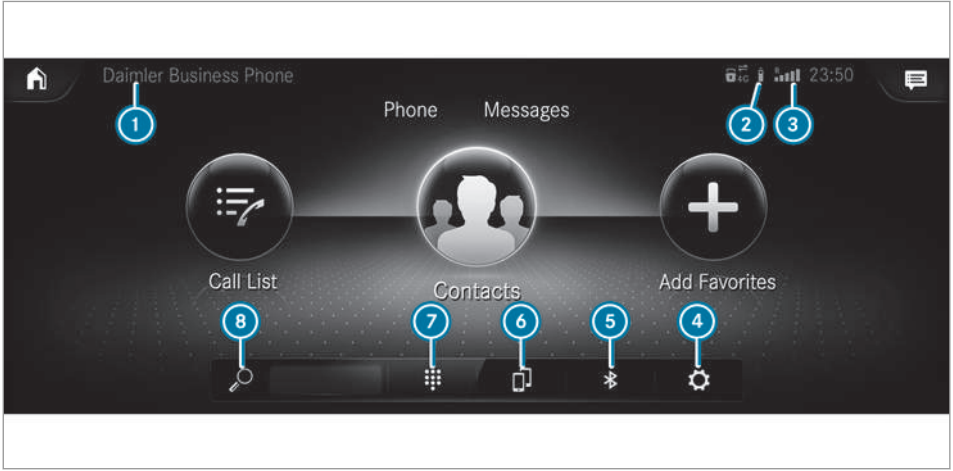 Daimler Business Phone
4G 23:50
1
2
3
Phone Messages
Call List
Contacts
Add Favorites
8
7
6
5
4